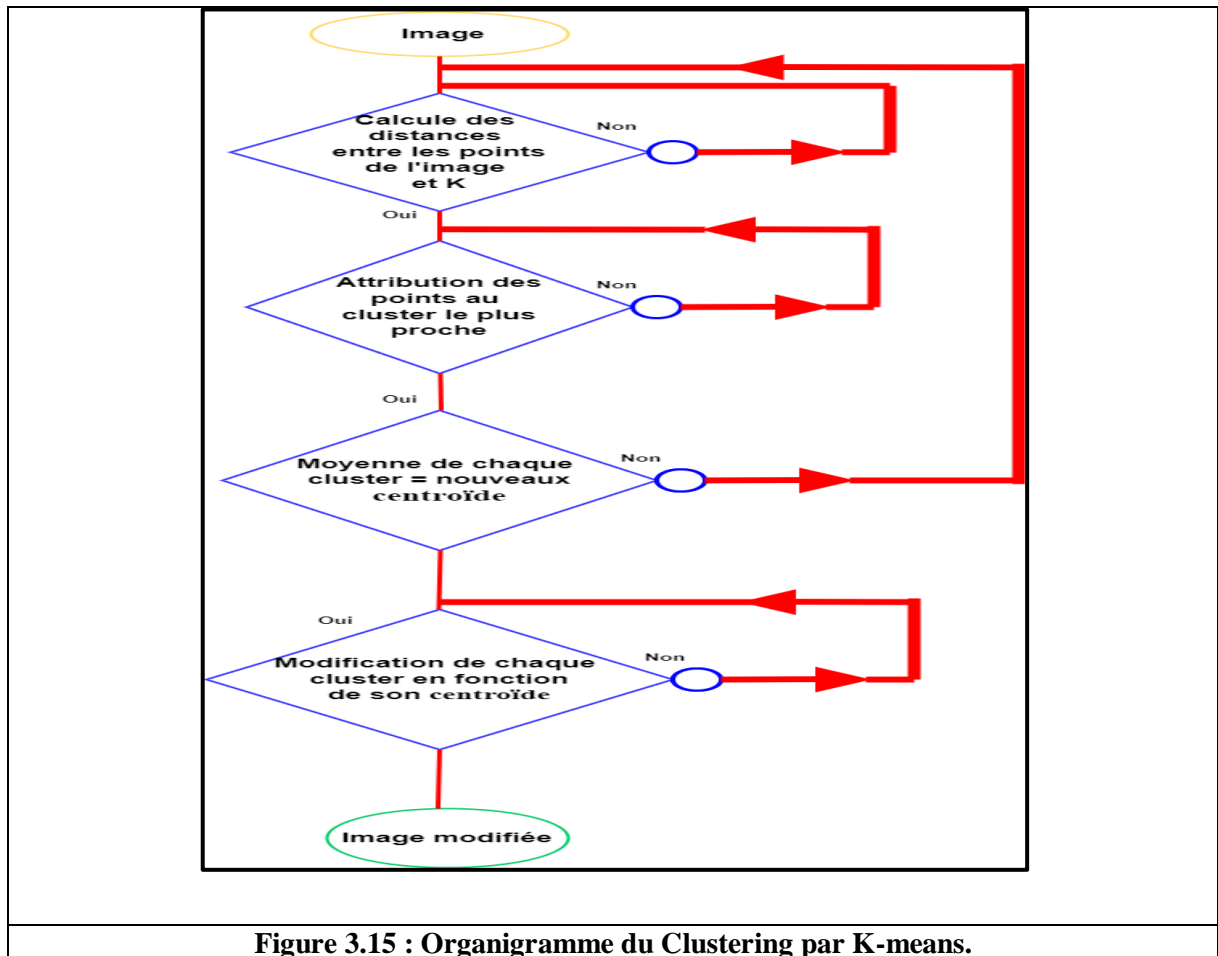 Image
Calcule des
distances
entre les points
de l'image
et K
Non
Oui
Attribution des
points au
cluster le plus
proche
Non
Oui
Moyenne de chaque
cluster = nouveaux
centroïde
Non
Oui
Modification de chaque
cluster en fonction
de son centroïde
Non
Image modifiée
Figure 3.15 : Organigramme du Clustering par K-means.